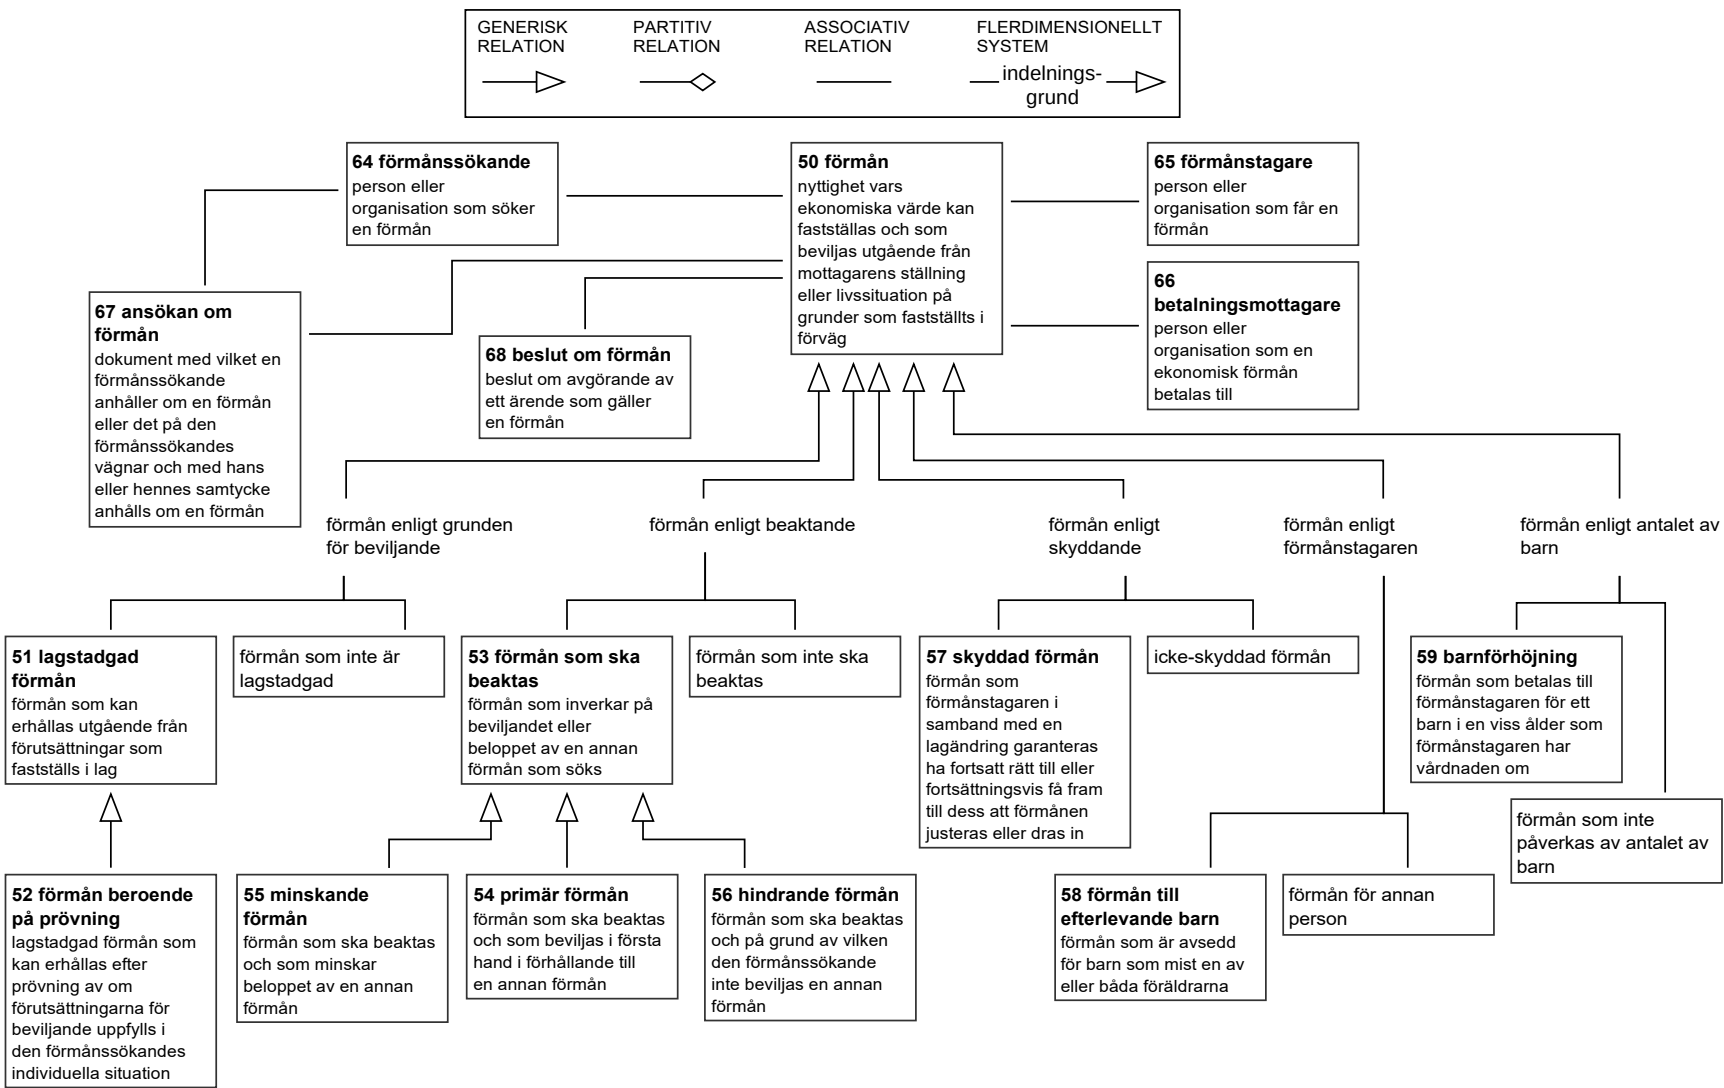 GENERISK
RELATION
PARTITIV
RELATION
ASSOCIATIV
RELATION
FLERDIMENSIONELLT
SYSTEM
indelnings-
grund
64 förmånssökande
person eller
organisation som söker
en förmån
50 förmån
nyttighet vars
ekonomiska värde kan
fastställas och som
beviljas utgående från
mottagarens ställning
eller livssituation på
grunder som fastställts i
förväg
65 förmånstagare
person eller
organisation som får en
förmån
66
betalningsmottagare
person eller
organisation som en
ekonomisk förmån
betalas till
67 ansökan om
förmån
dokument med vilket en
förmånssökande
anhåller om en förmån
eller det på den
förmånssökandes
vägnar och med hans
eller hennes samtycke
anhålls om en förmån
68 beslut om förmån
beslut om avgörande av
ett ärende som gäller
en förmån
förmån enligt grunden
för beviljande
förmån enligt beaktande
förmån enligt
skyddande
förmån enligt
förmånstagaren
förmån enligt antalet av
barn
51 lagstadgad
förmån
förmån som kan
erhållas utgående från
förutsättningar som
fastställs i lag
förmån som inte är
lagstadgad
53 förmån som ska
beaktas
förmån som inverkar på
beviljandet eller
beloppet av en annan
förmån som söks
förmån som inte ska
beaktas
57 skyddad förmån
förmån som
förmånstagaren i
samband med en
lagändring garanteras
ha fortsatt rätt till eller
fortsättningsvis få fram
till dess att förmånen
justeras eller dras in
icke-skyddad förmån
59 barnförhöjning
förmån som betalas till
förmånstagaren för ett
barn i en viss ålder som
förmånstagaren har
vårdnaden om
förmån som inte
påverkas av antalet av
barn
52 förmån beroende
på prövning
lagstadgad förmån som
kan erhållas efter
prövning av om
förutsättningarna för
beviljande uppfylls i
den förmånssökandes
individuella situation
55 minskande
förmån
förmån som ska beaktas
och som minskar
beloppet av en annan
förmån
54 primär förmån
förmån som ska beaktas
och som beviljas i första
hand i förhållande till
en annan förmån
56 hindrande förmån
förmån som ska beaktas
och på grund av vilken
den förmånssökande
inte beviljas en annan
förmån
58 förmån till
efterlevande barn
förmån som är avsedd
för barn som mist en av
eller båda föräldrarna
förmån för annan
person